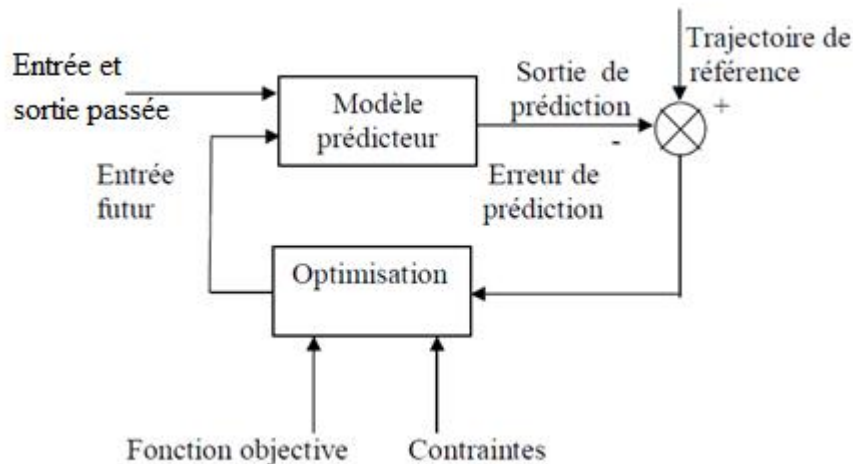 Entrée et
sortie passée
Modèle
prédicteur
Sortie de
prédiction
Trajectoire de
référence
+
-
Entrée
futur
Erreur de
prédiction
Optimisation
Fonction objective
Contraintes